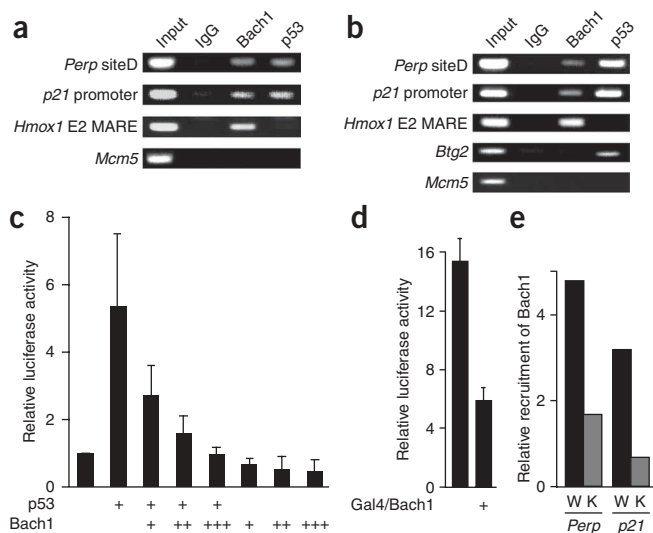 a
Input IgG Bach1 p53
Perp siteD
p21 promoter
Hmox1 E2 MARE
Mcm5
b
Input IgG Bach1 p53
Perp siteD
p21 promoter
Hmox1 E2 MARE
Btg2
Mcm5
c
Relative luciferase activity
8
6
4
2
0
p53 + + + +
Bach1 + ++ +++ + ++ +++
d
Relative luciferase activity
16
12
8
4
0
Gal4/Bach1 +
e
Relative recruitment of Bach1
4
2
0
W K W K
Perp p21